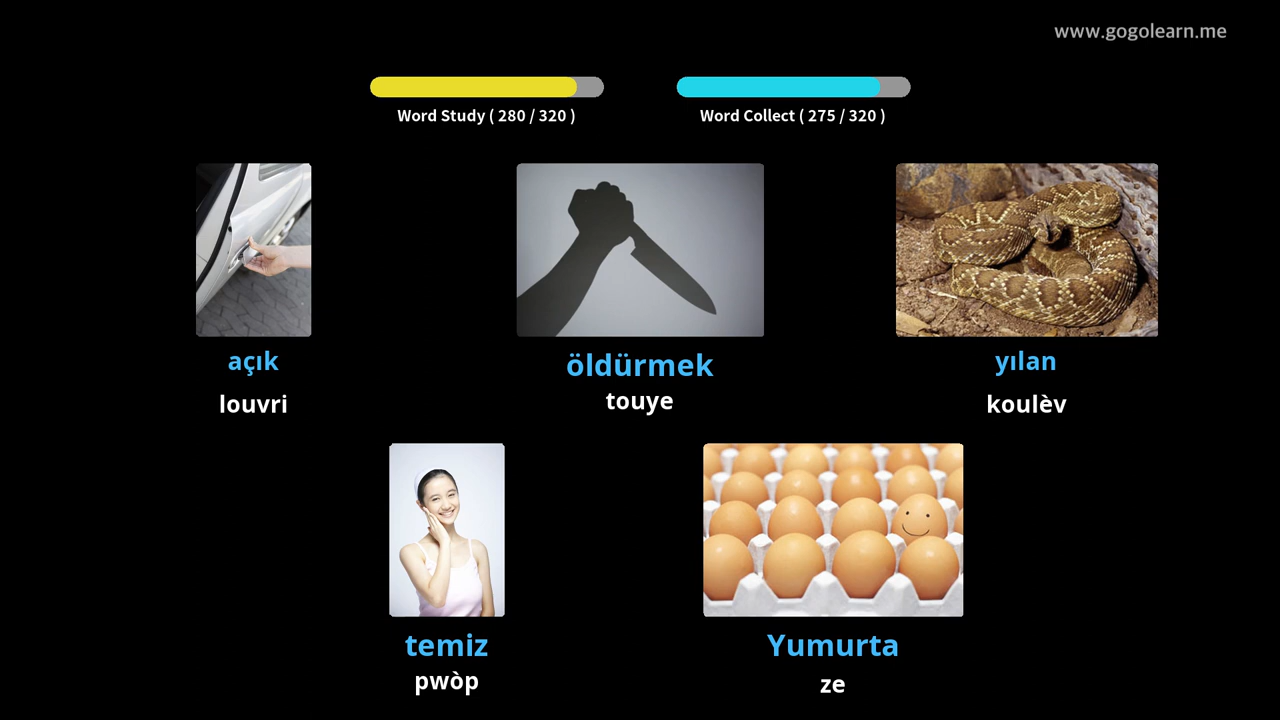 www.gogolearn.me
Word Study ( 280 / 320 )
Word Collect ( 275 / 320 )
açık
louvri
öldürmek
touye
yılan
koulèv
temiz
pwòp
Yumurta
ze